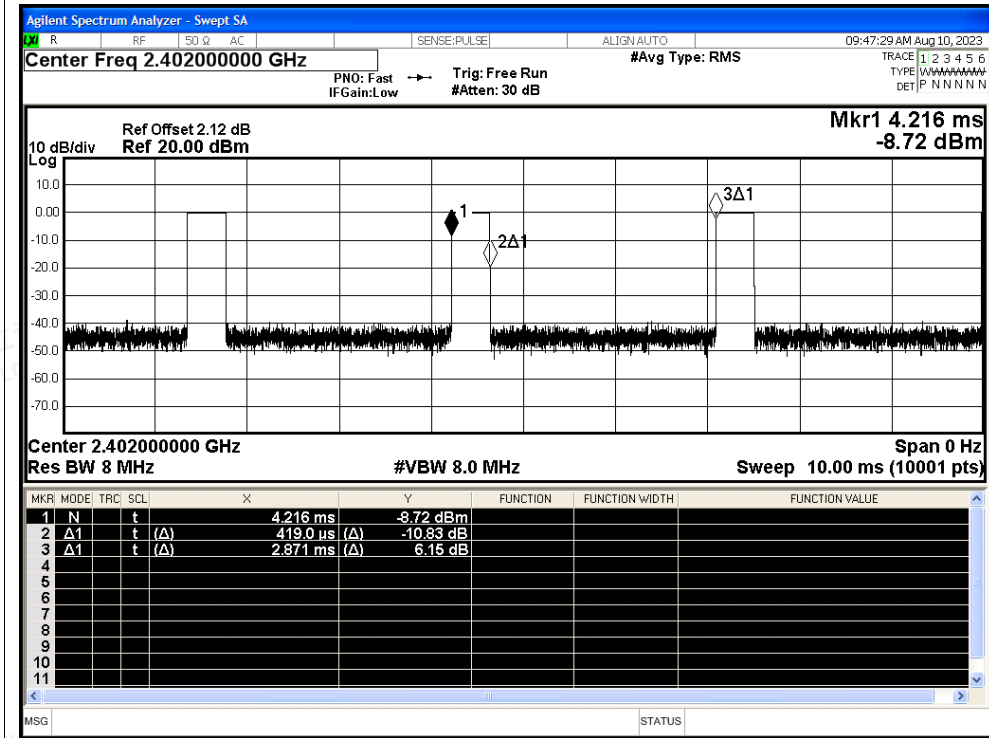 Agilent Spectrum Analyzer - Swept SA
LXI R RF 50 Ω AC SENSE:PULSE ALIGN AUTO 09:47:29 AM Aug 10, 2023
Center Freq 2.402000000 GHz
#Avg Type: RMS
TRACE 1 2 3 4 5 6
PNO: Fast Trig: Free Run
TYPE
IFGain:Low #Atten: 30 dB
DET P N N N N N
Mkr1 4.216 ms
-8.72 dBm
Ref Offset 2.12 dB
10 dB/div Ref 20.00 dBm
Log
10.0
0.00
-10.0
-20.0
-30.0
-40.0
-50.0
-60.0
-70.0
1
2Δ1
3Δ1
Center 2.402000000 GHz Span 0 Hz
Res BW 8 MHz #VBW 8.0 MHz Sweep 10.00 ms (10001 pts)
MKR MODE TRC SCL X Y FUNCTION FUNCTION WIDTH FUNCTION VALUE
1 N t 4.216 ms -8.72 dBm
2 Δ1 t (Δ) 419.0 µs (Δ) -10.83 dB
3 Δ1 t (Δ) 2.871 ms (Δ) 6.15 dB
4
5
6
7
8
9
10
11
MSG STATUS